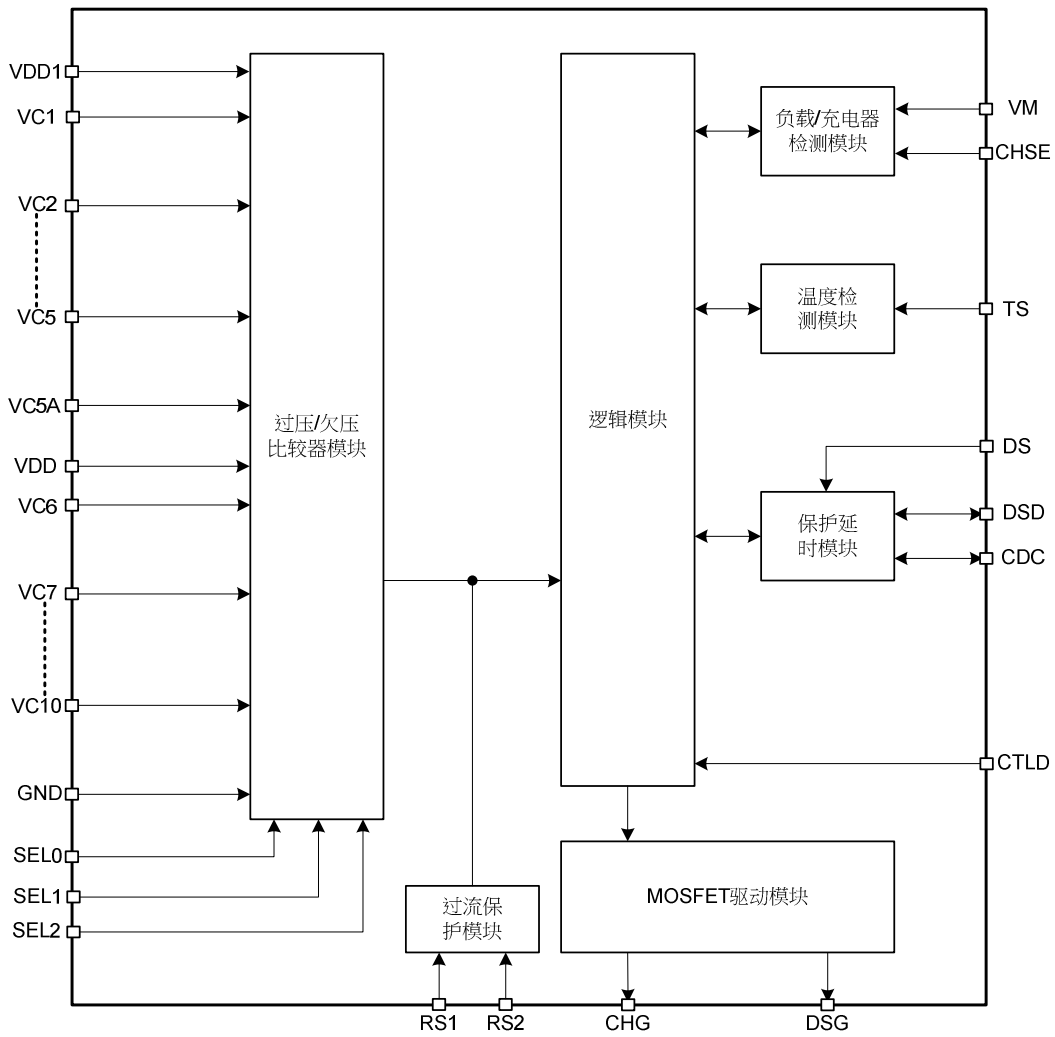 VDD1
VC1
VC2
VC5
VC5A
VDD
VC6
VC7
VC10
GND
SEL0
SEL1
SEL2
过压/欠压
比较器模块
逻辑模块
负载/充电器
检测模块
温度检
测模块
保护延
时模块
VM
CHSE
TS
DS
DSD
CDC
CTLD
过流保
护模块
MOSFET驱动模块
RS1
RS2
CHG
DSG